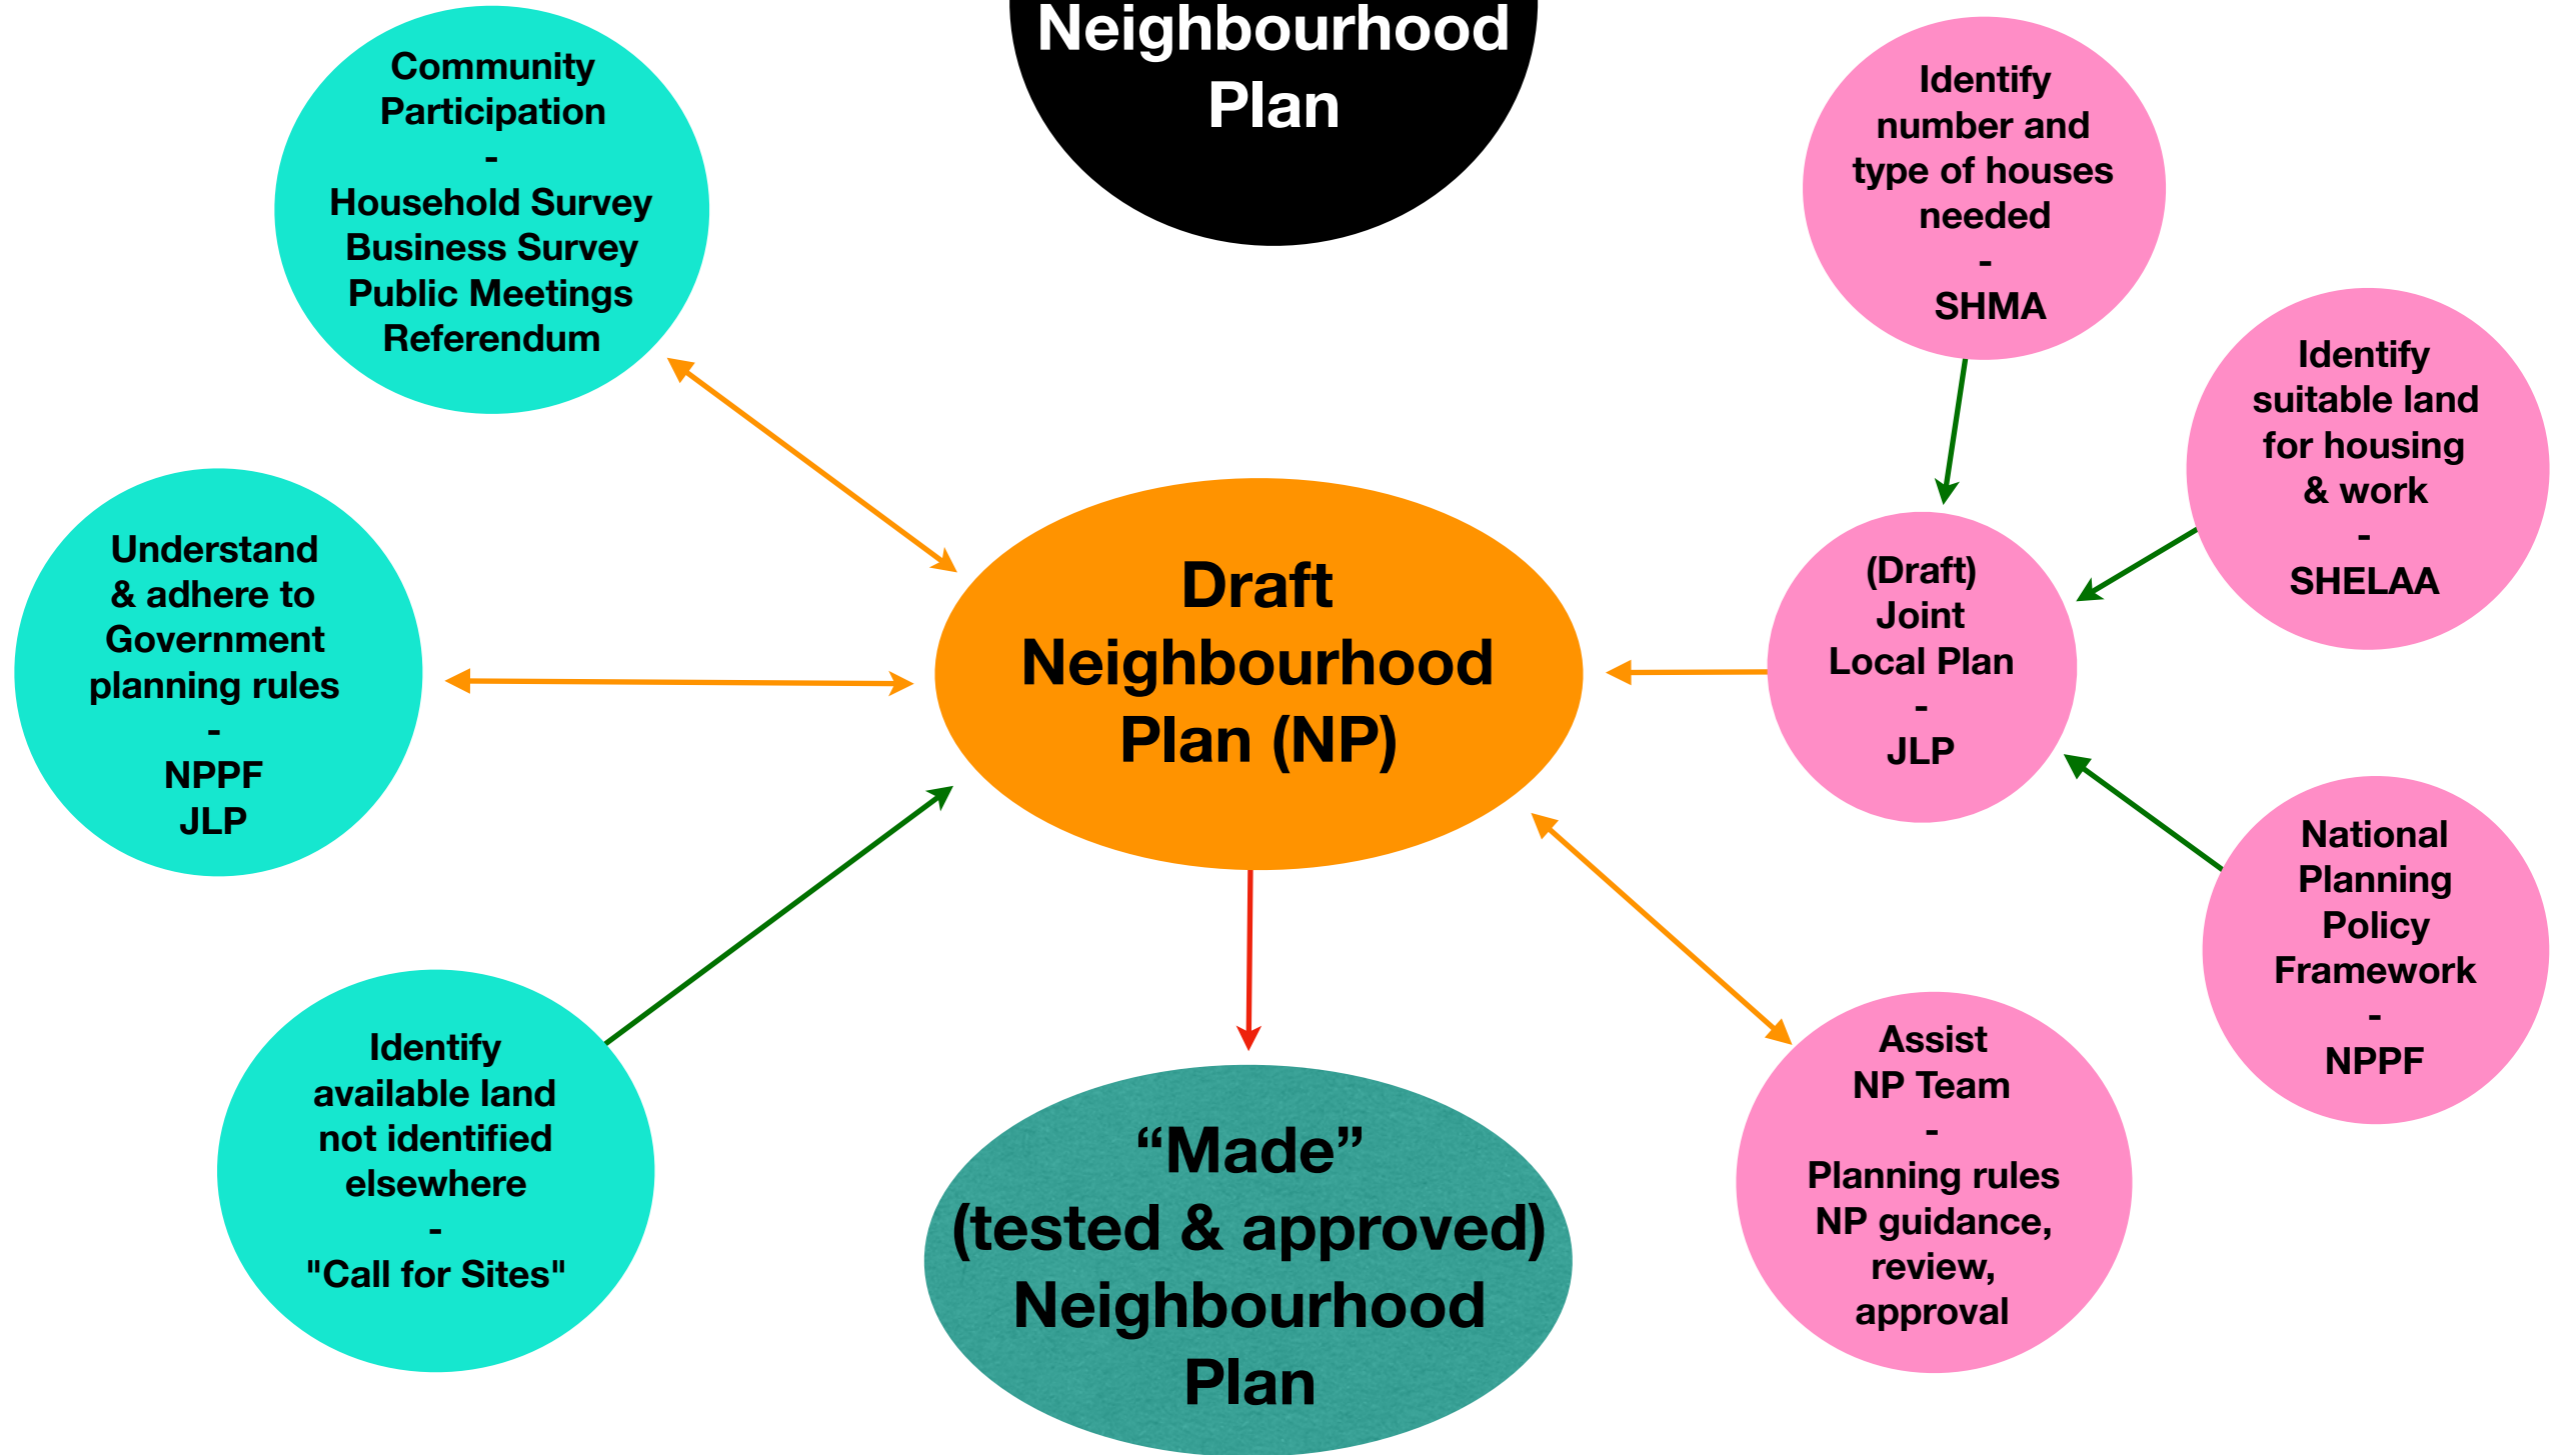 Neighbourhood
Plan
Community
Participation
-
Household Survey
Business Survey
Public Meetings
Referendum
Understand
& adhere to
Government
planning rules
-
NPPF
JLP
Identify
available land
not identified
elsewhere
-
"Call for Sites"
Draft
Neighbourhood
Plan (NP)
“Made”
(tested & approved)
Neighbourhood
Plan
Identify
number and
type of houses
needed
-
SHMA
Identify
suitable land
for housing
& work
-
SHELAA
(Draft)
Joint
Local Plan
-
JLP
National
Planning
Policy
Framework
-
NPPF
Assist
NP Team
-
Planning rules
NP guidance,
review,
approval